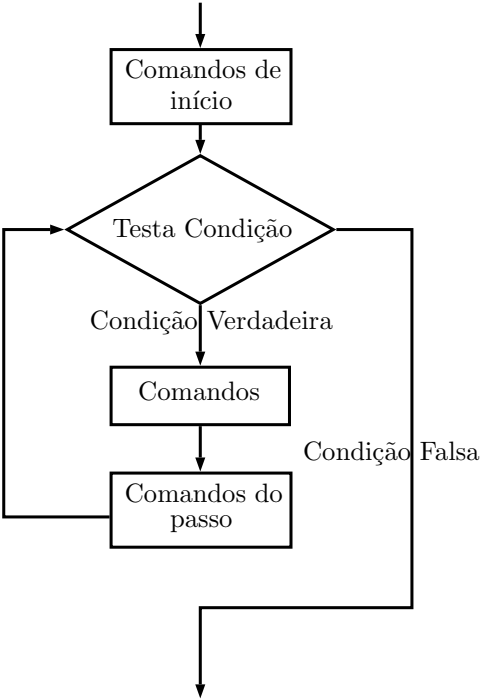 Comandos de
início
Testa Condição
Condição Verdadeira
Comandos
Condição Falsa
Comandos do
passo